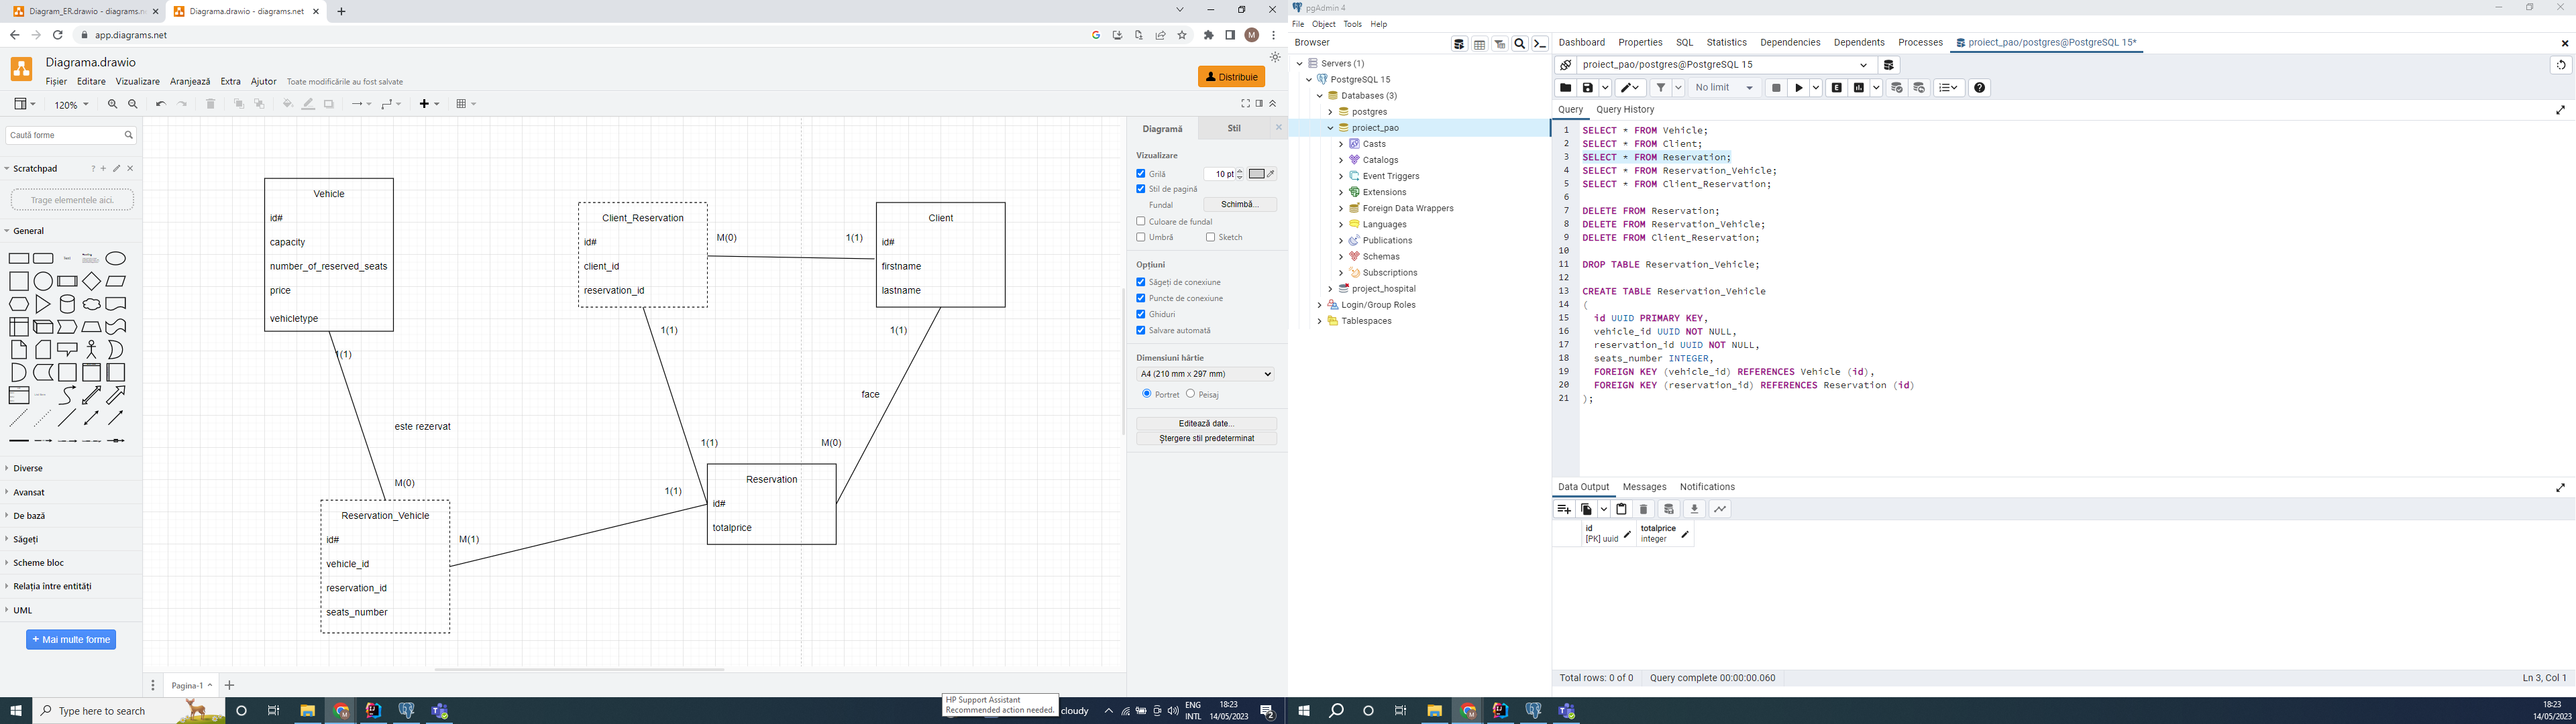 Diagram_ER.drawio - diagrams.n
Diagrama.drawio - diagrams.net
app.diagrams.net
M
Diagrama.drawio
Fișier Editare Vizualizare Aranjează Extra Ajutor Toate modificările au fost salvate
Distribuie
120%
Caută forme
Scratchpad
Trage elementele aici.
General
Diverse
Avansat
De bază
Săgeți
Scheme bloc
Relația între entități
UML
+ Mai multe forme
Vehicle
id#
capacity
number_of_reserved_seats
price
vehicletype
1(1)
este rezervat
M(0)
Reservation_Vehicle
id#
vehicle_id
reservation_id
seats_number
M(1)
Client_Reservation
id#
client_id
reservation_id
M(0)
1(1)
1(1)
1(1)
1(1)
Client
id#
firstname
lastname
1(1)
face
M(0)
Reservation
id#
totalprice
Pagina-1
Diagramă
Stil
Vizualizare
Grilă
10 pt
Stil de pagină
Fundal
Schimbă...
Culoare de fundal
Umbră
Sketch
Opțiuni
Săgeți de conexiune
Puncte de conexiune
Ghiduri
Salvare automată
Dimensiuni hârtie
A4 (210 mm x 297 mm)
Portret Peisaj
Editează date...
Ștergere stil predeterminat
HP Support Assistant
Recommended action needed.
Type here to search
cloudy
ENG
INTL
18:23
14/05/2023
2
pgAdmin 4
File Object Tools Help
Browser
Servers (1)
PostgreSQL 15
Databases (3)
postgres
proiect_pao
Casts
Catalogs
Event Triggers
Extensions
Foreign Data Wrappers
Languages
Publications
Schemas
Subscriptions
project_hospital
Login/Group Roles
Tablespaces
Dashboard Properties SQL Statistics Dependencies Dependents Processes proiect_pao/postgres@PostgreSQL 15*
proiect_pao/postgres@PostgreSQL 15
No limit
Query Query History
1 SELECT * FROM Vehicle;
2 SELECT * FROM Client;
3 SELECT * FROM Reservation;
4 SELECT * FROM Reservation_Vehicle;
5 SELECT * FROM Client_Reservation;
6
7 DELETE FROM Reservation;
8 DELETE FROM Reservation_Vehicle;
9 DELETE FROM Client_Reservation;
10
11 DROP TABLE Reservation_Vehicle;
12
13 CREATE TABLE Reservation_Vehicle
14 (
15 id UUID PRIMARY KEY,
16 vehicle_id UUID NOT NULL,
17 reservation_id UUID NOT NULL,
18 seats_number INTEGER,
19 FOREIGN KEY (vehicle_id) REFERENCES Vehicle (id),
20 FOREIGN KEY (reservation_id) REFERENCES Reservation (id)
21 );
Data Output Messages Notifications
id
[PK] uuid
totalprice
integer
Total rows: 0 of 0 Query complete 00:00:00.060
Ln 3, Col 1
18:23
14/05/2023